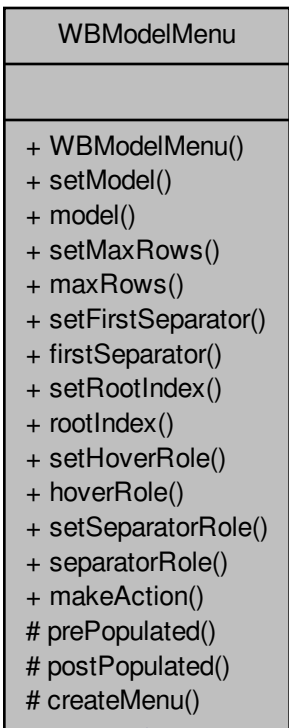 WBModelMenu
+ WBModelMenu()
+ setModel()
+ model()
+ setMaxRows()
+ maxRows()
+ setFirstSeparator()
+ firstSeparator()
+ setRootIndex()
+ rootIndex()
+ setHoverRole()
+ hoverRole()
+ setSeparatorRole()
+ separatorRole()
+ makeAction()
# prePopulated()
# postPopulated()
# createMenu()